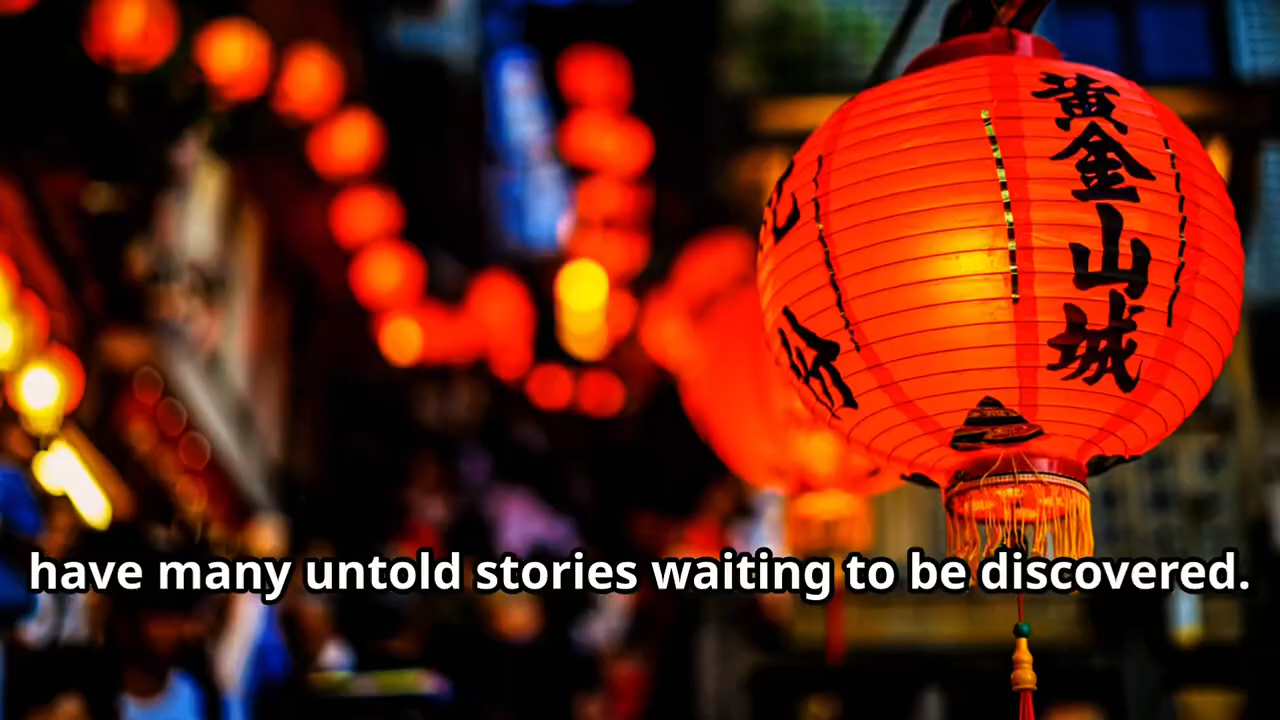 黃金山城
have many untold stories waiting to be discovered.